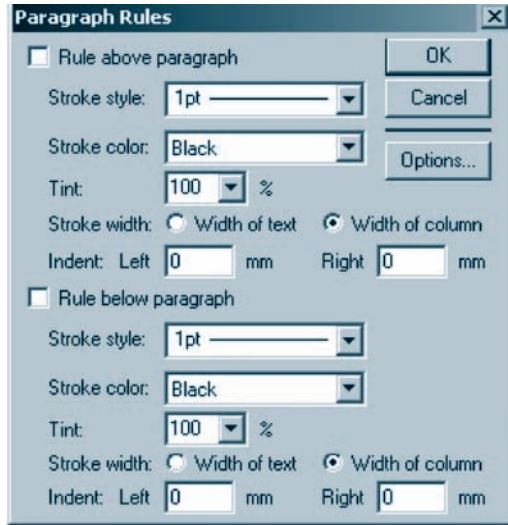 Paragraph Rules
Rule above paragraph
OK
Stroke style: 1pt
Cancel
Stroke color: Black
Options...
Tint: 100 %
Stroke width: Width of text Width of column
Indent: Left 0 mm Right 0 mm
Rule below paragraph
Stroke style: 1pt
Stroke color: Black
Tint: 100 %
Stroke width: Width of text Width of column
Indent: Left 0 mm Right 0 mm